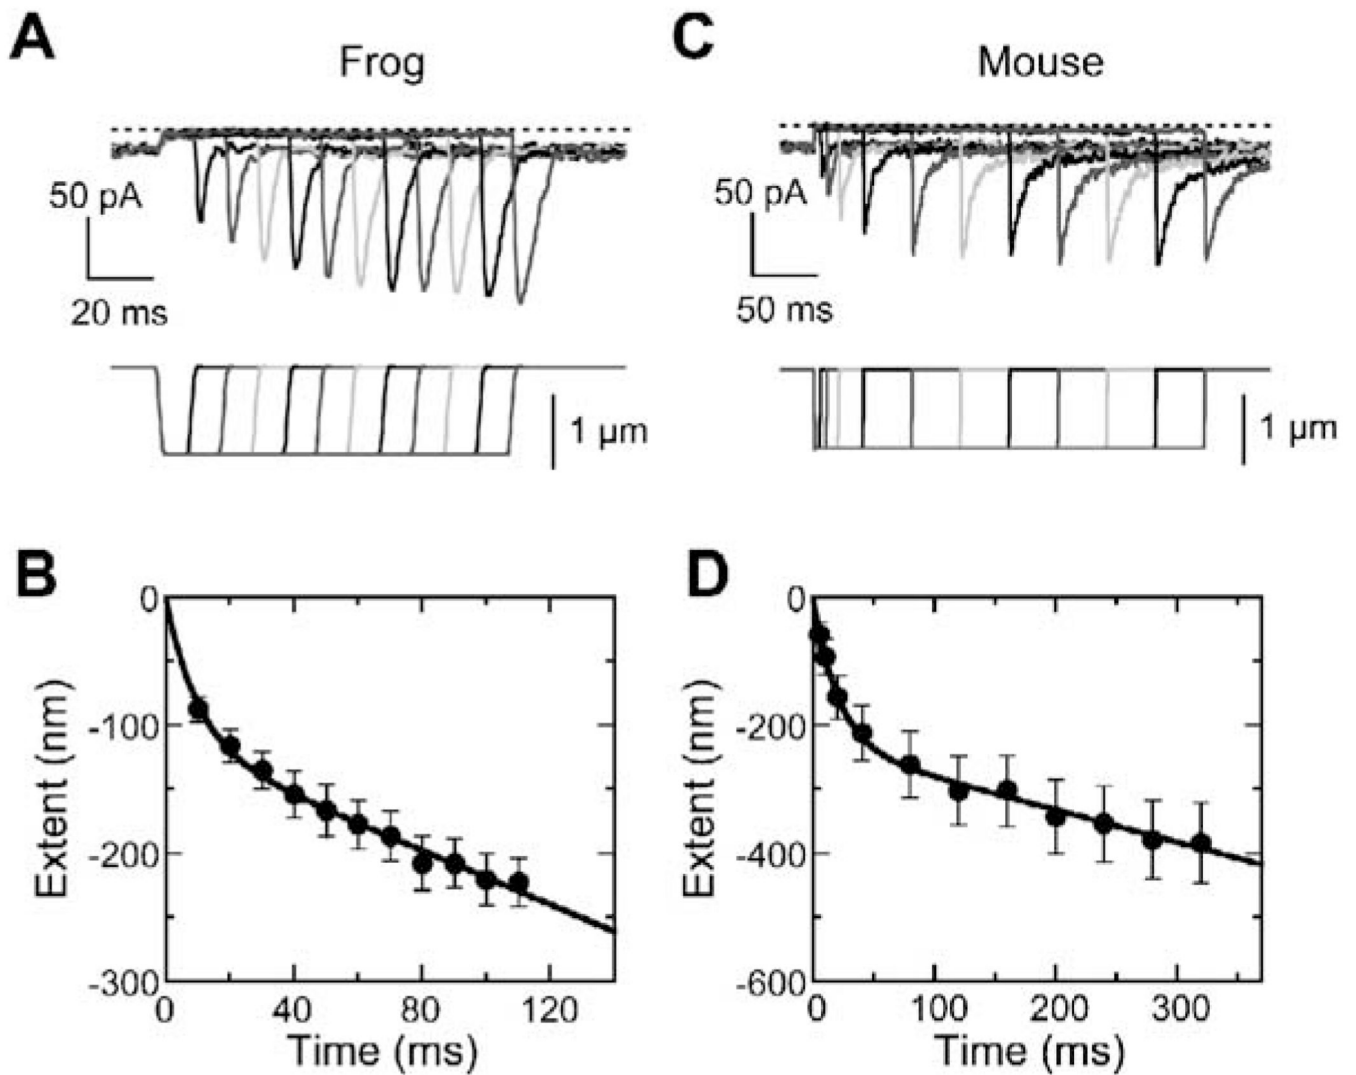 A
Frog
50 pA
20 ms
1 µm
C
Mouse
50 pA
50 ms
1 µm
B
0
-100
-200
-300
Extent (nm)
0 40 80 120
Time (ms)
D
0
-200
-400
-600
Extent (nm)
0 100 200 300
Time (ms)